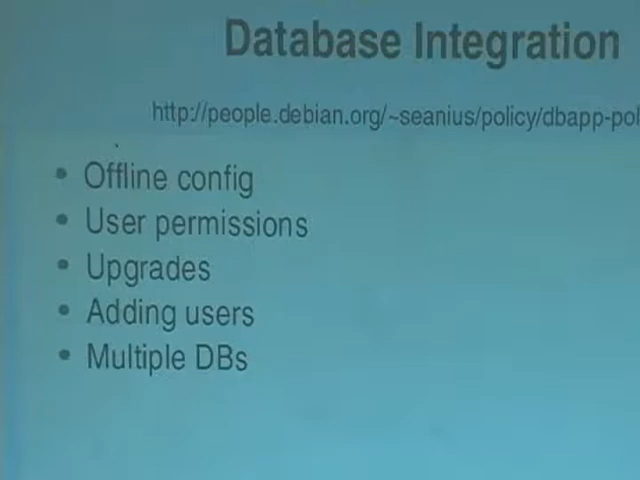 Database Integration
http://people.debian.org/~seanius/policy/dbapp-pol
• Offline config
• User permissions
• Upgrades
• Adding users
• Multiple DBs